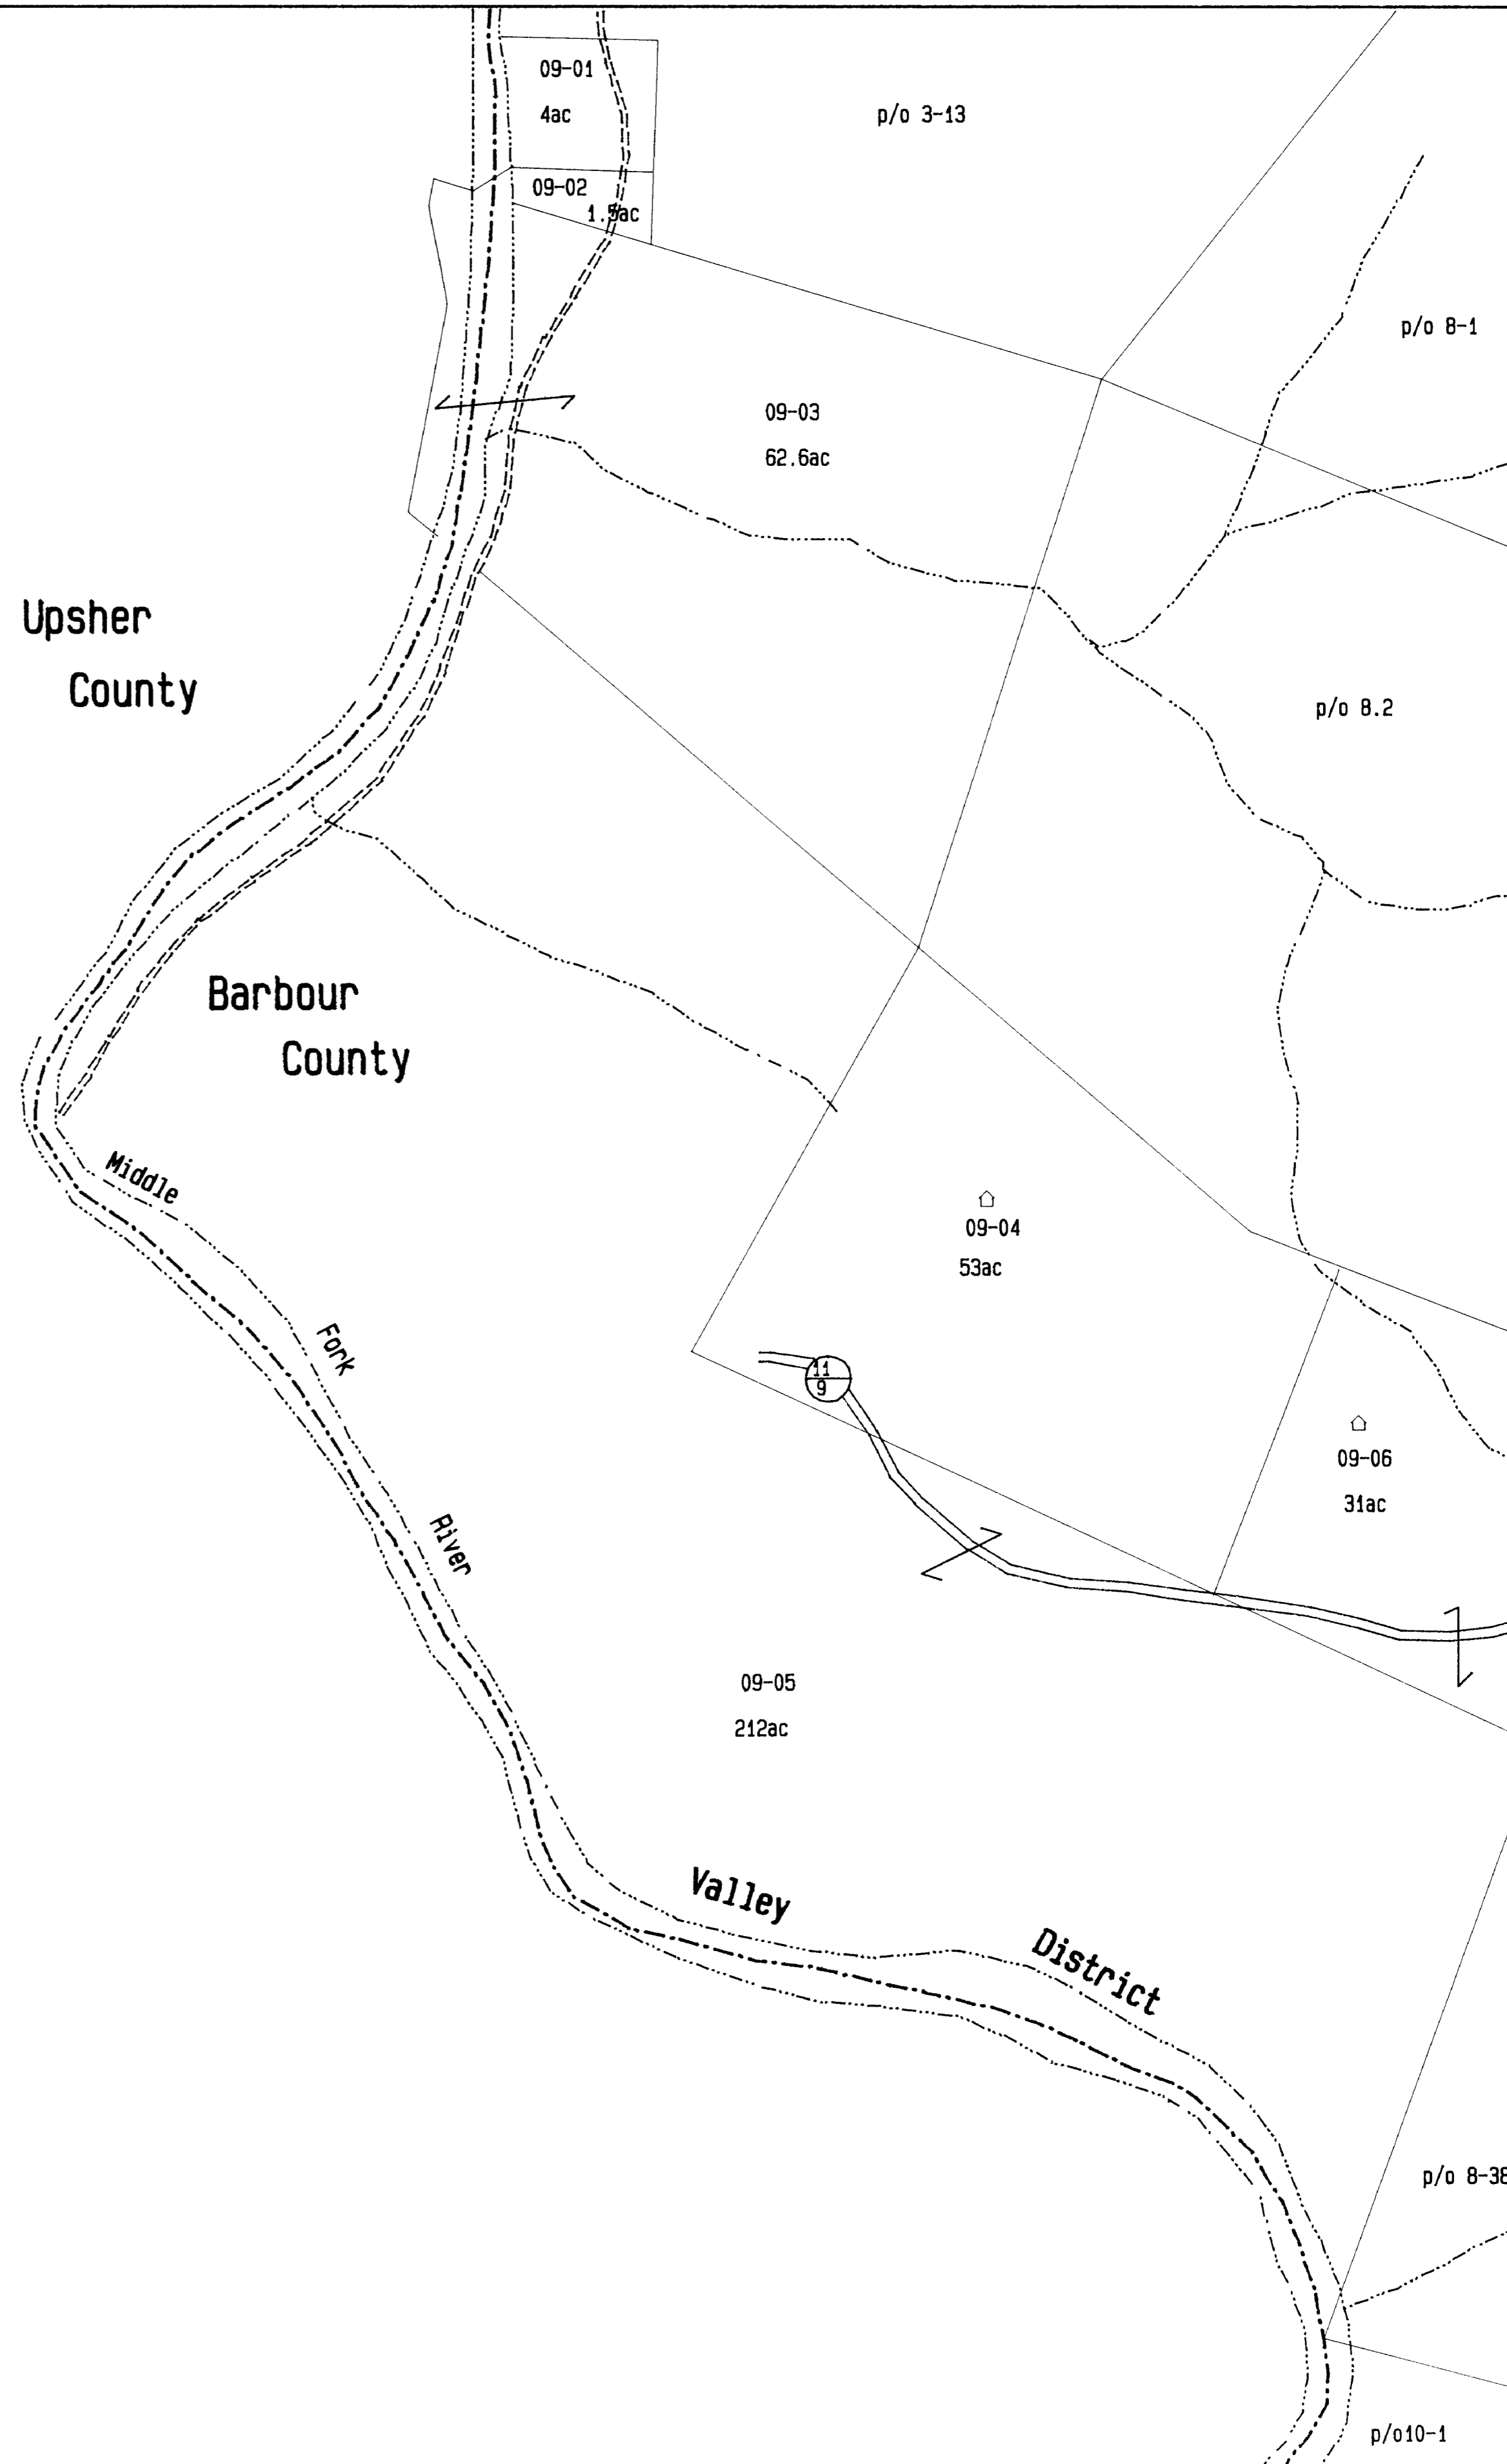 09-01
4ac
p/o 3-13
09-02
1.5ac
p/o 8-1
09-03
62.6ac
Upsher
County
p/o 8.2
Barbour
County
Middle
Fork
River
09-04
53ac
11
9
09-06
31ac
09-05
212ac
Valley
District
p/o 8-38
p/o10-1